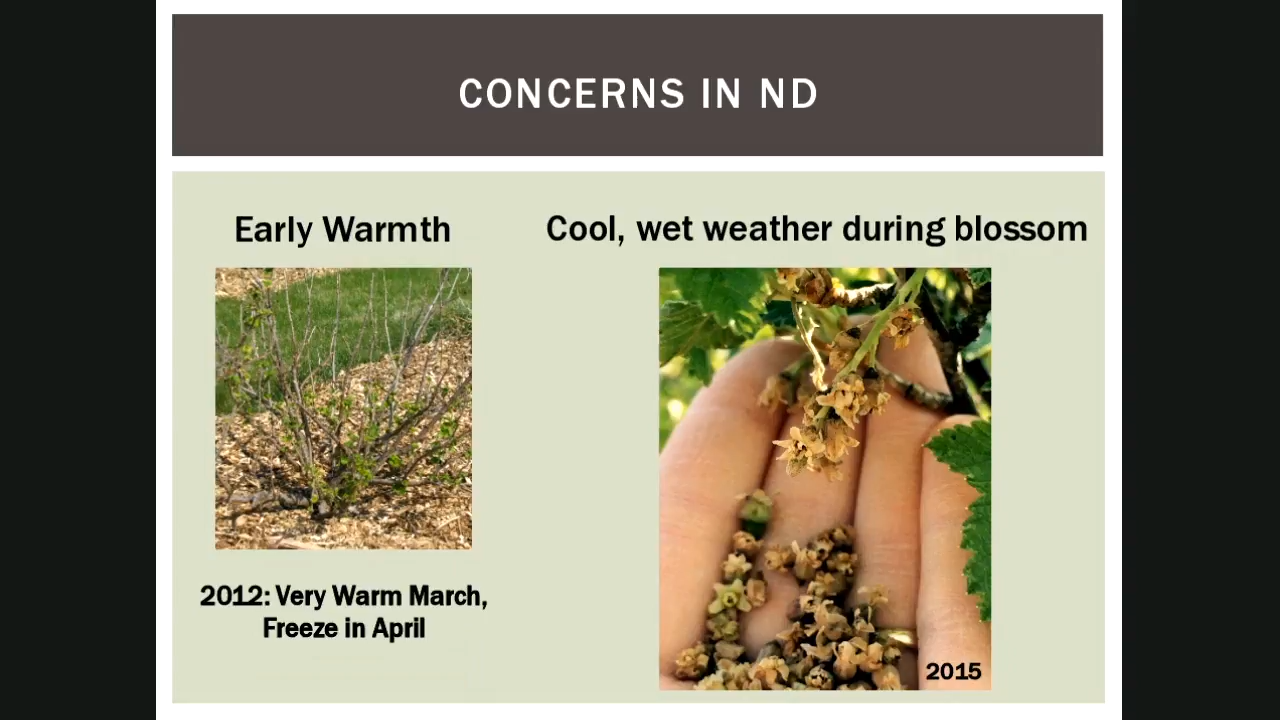 CONCERNS IN ND
Early Warmth
Cool, wet weather during blossom
2012: Very Warm March,
Freeze in April
2015